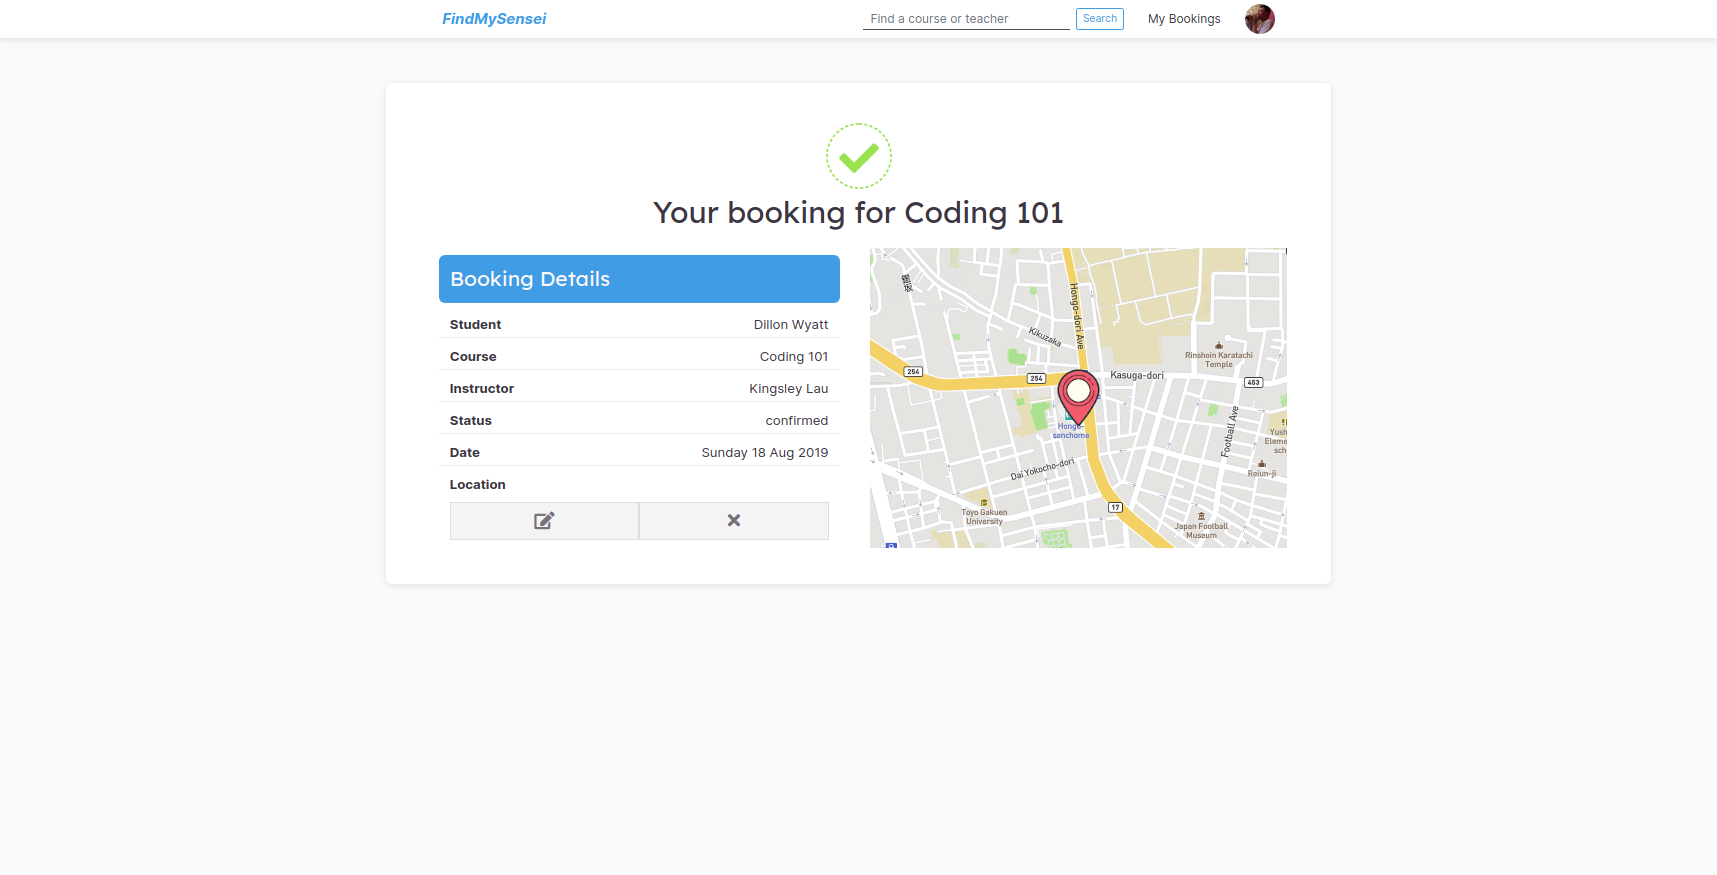 FindMySensei
Find a course or teacher
Search
My Bookings
Your booking for Coding 101
Booking Details
Student
Dillon Wyatt
Course
Coding 101
Instructor
Kingsley Lau
Status
confirmed
Date
Sunday 18 Aug 2019
Location
Hongo-dori Ave
Kikuzaka
Rinshoin Karatachi
Temple
254
254
Kasuga-dori
453
Football Ave
Hongo-
sanchome
Yush
Eleme
sch
Dai Yokocho-dori
Reiun-ji
17
Toyo Gakuen
University
Japan Football
Museum